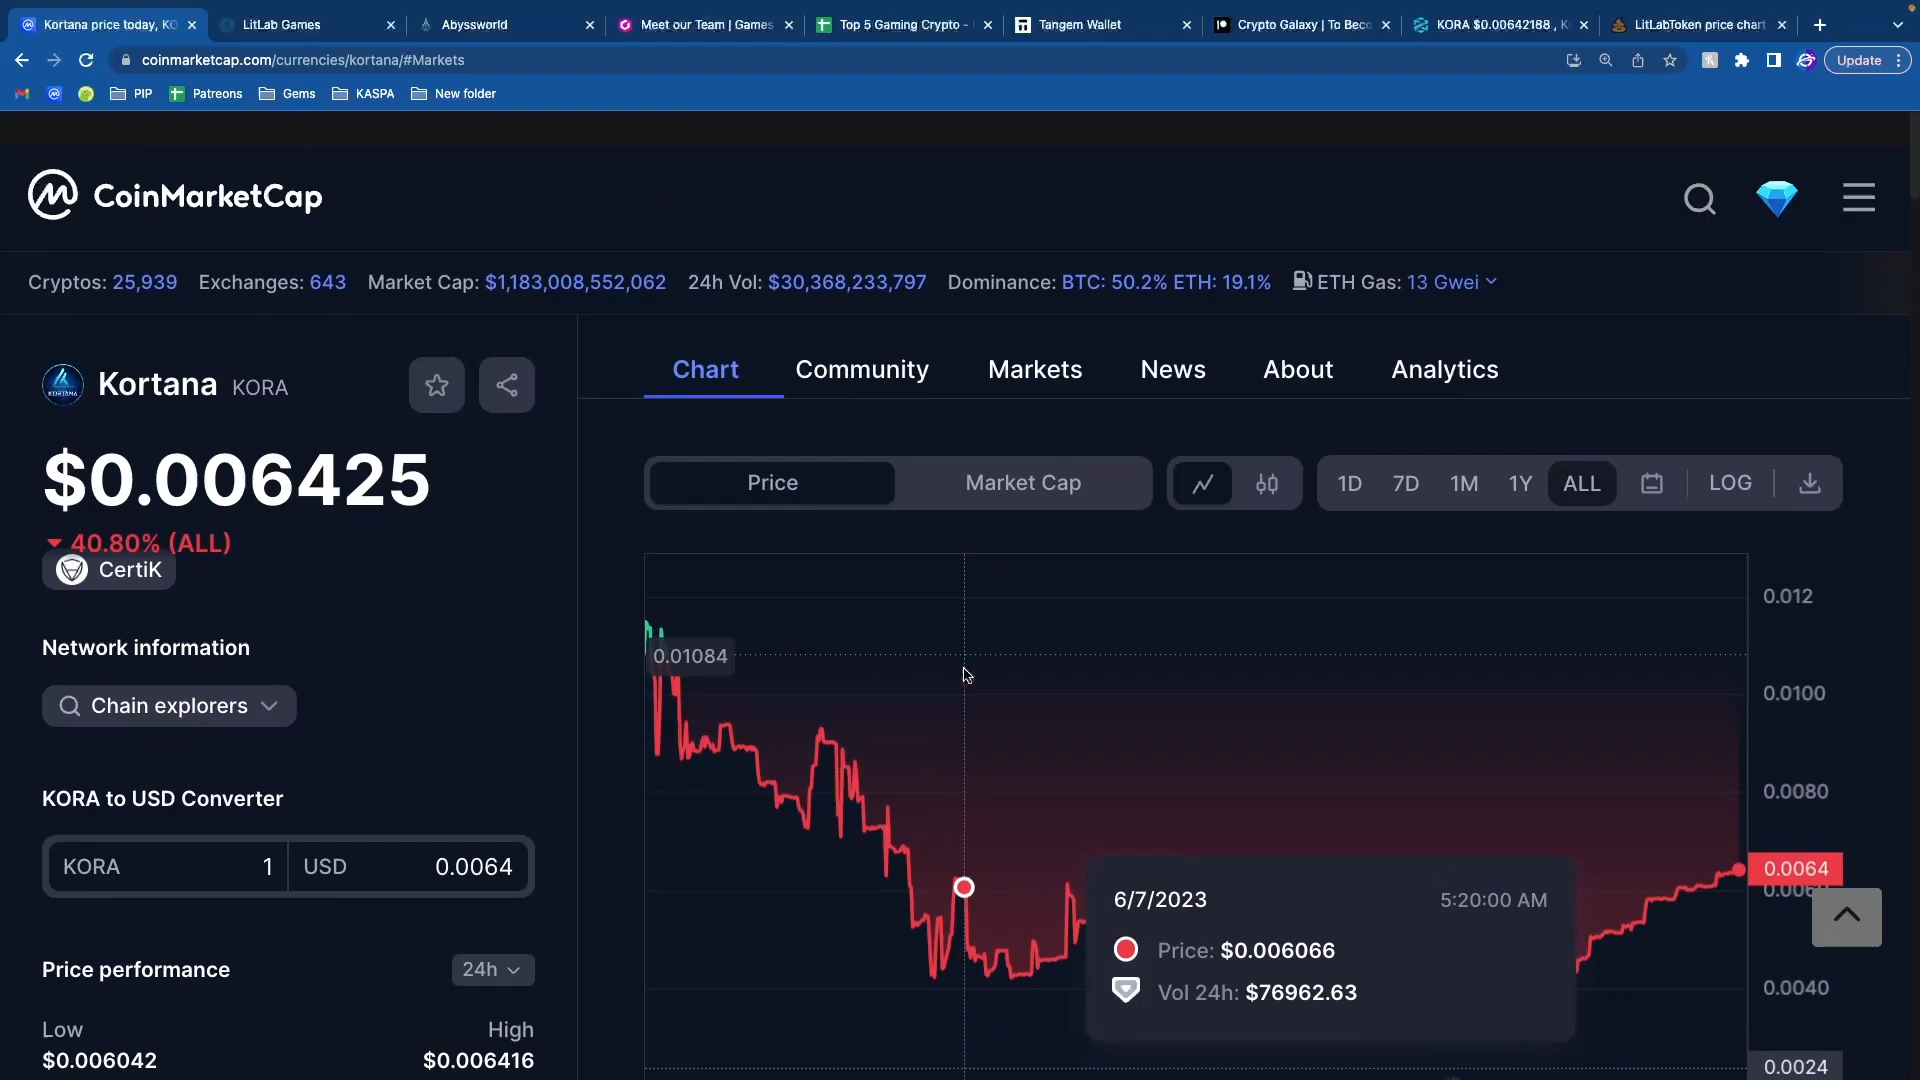 Kortana price today, KO
LitLab Games
Abyssworld
Meet our Team | Games
Top 5 Gaming Crypto -
Tangem Wallet
Crypto Galaxy | To Beco
KORA $0.00642188 , K
LitLabToken price chart
coinmarketcap.com/currencies/kortana/#Markets
Update
PIP
Patreons
Gems
KASPA
New folder
CoinMarketCap
Cryptos: 25,939 Exchanges: 643 Market Cap: $1,183,008,552,062 24h Vol: $30,368,233,797 Dominance: BTC: 50.2% ETH: 19.1% ETH Gas: 13 Gwei
Kortana KORA
$0.006425
40.80% (ALL)
CertiK
Network information
Chain explorers
KORA to USD Converter
KORA 1 USD 0.0064
Price performance 24h
Low High
$0.006042 $0.006416
Chart Community Markets News About Analytics
Price Market Cap 1D 7D 1M 1Y ALL LOG
0.012
0.01084
0.0100
0.0080
0.0064
0.0040
0.0024
6/7/2023 5:20:00 AM
Price: $0.006066
Vol 24h: $76962.63